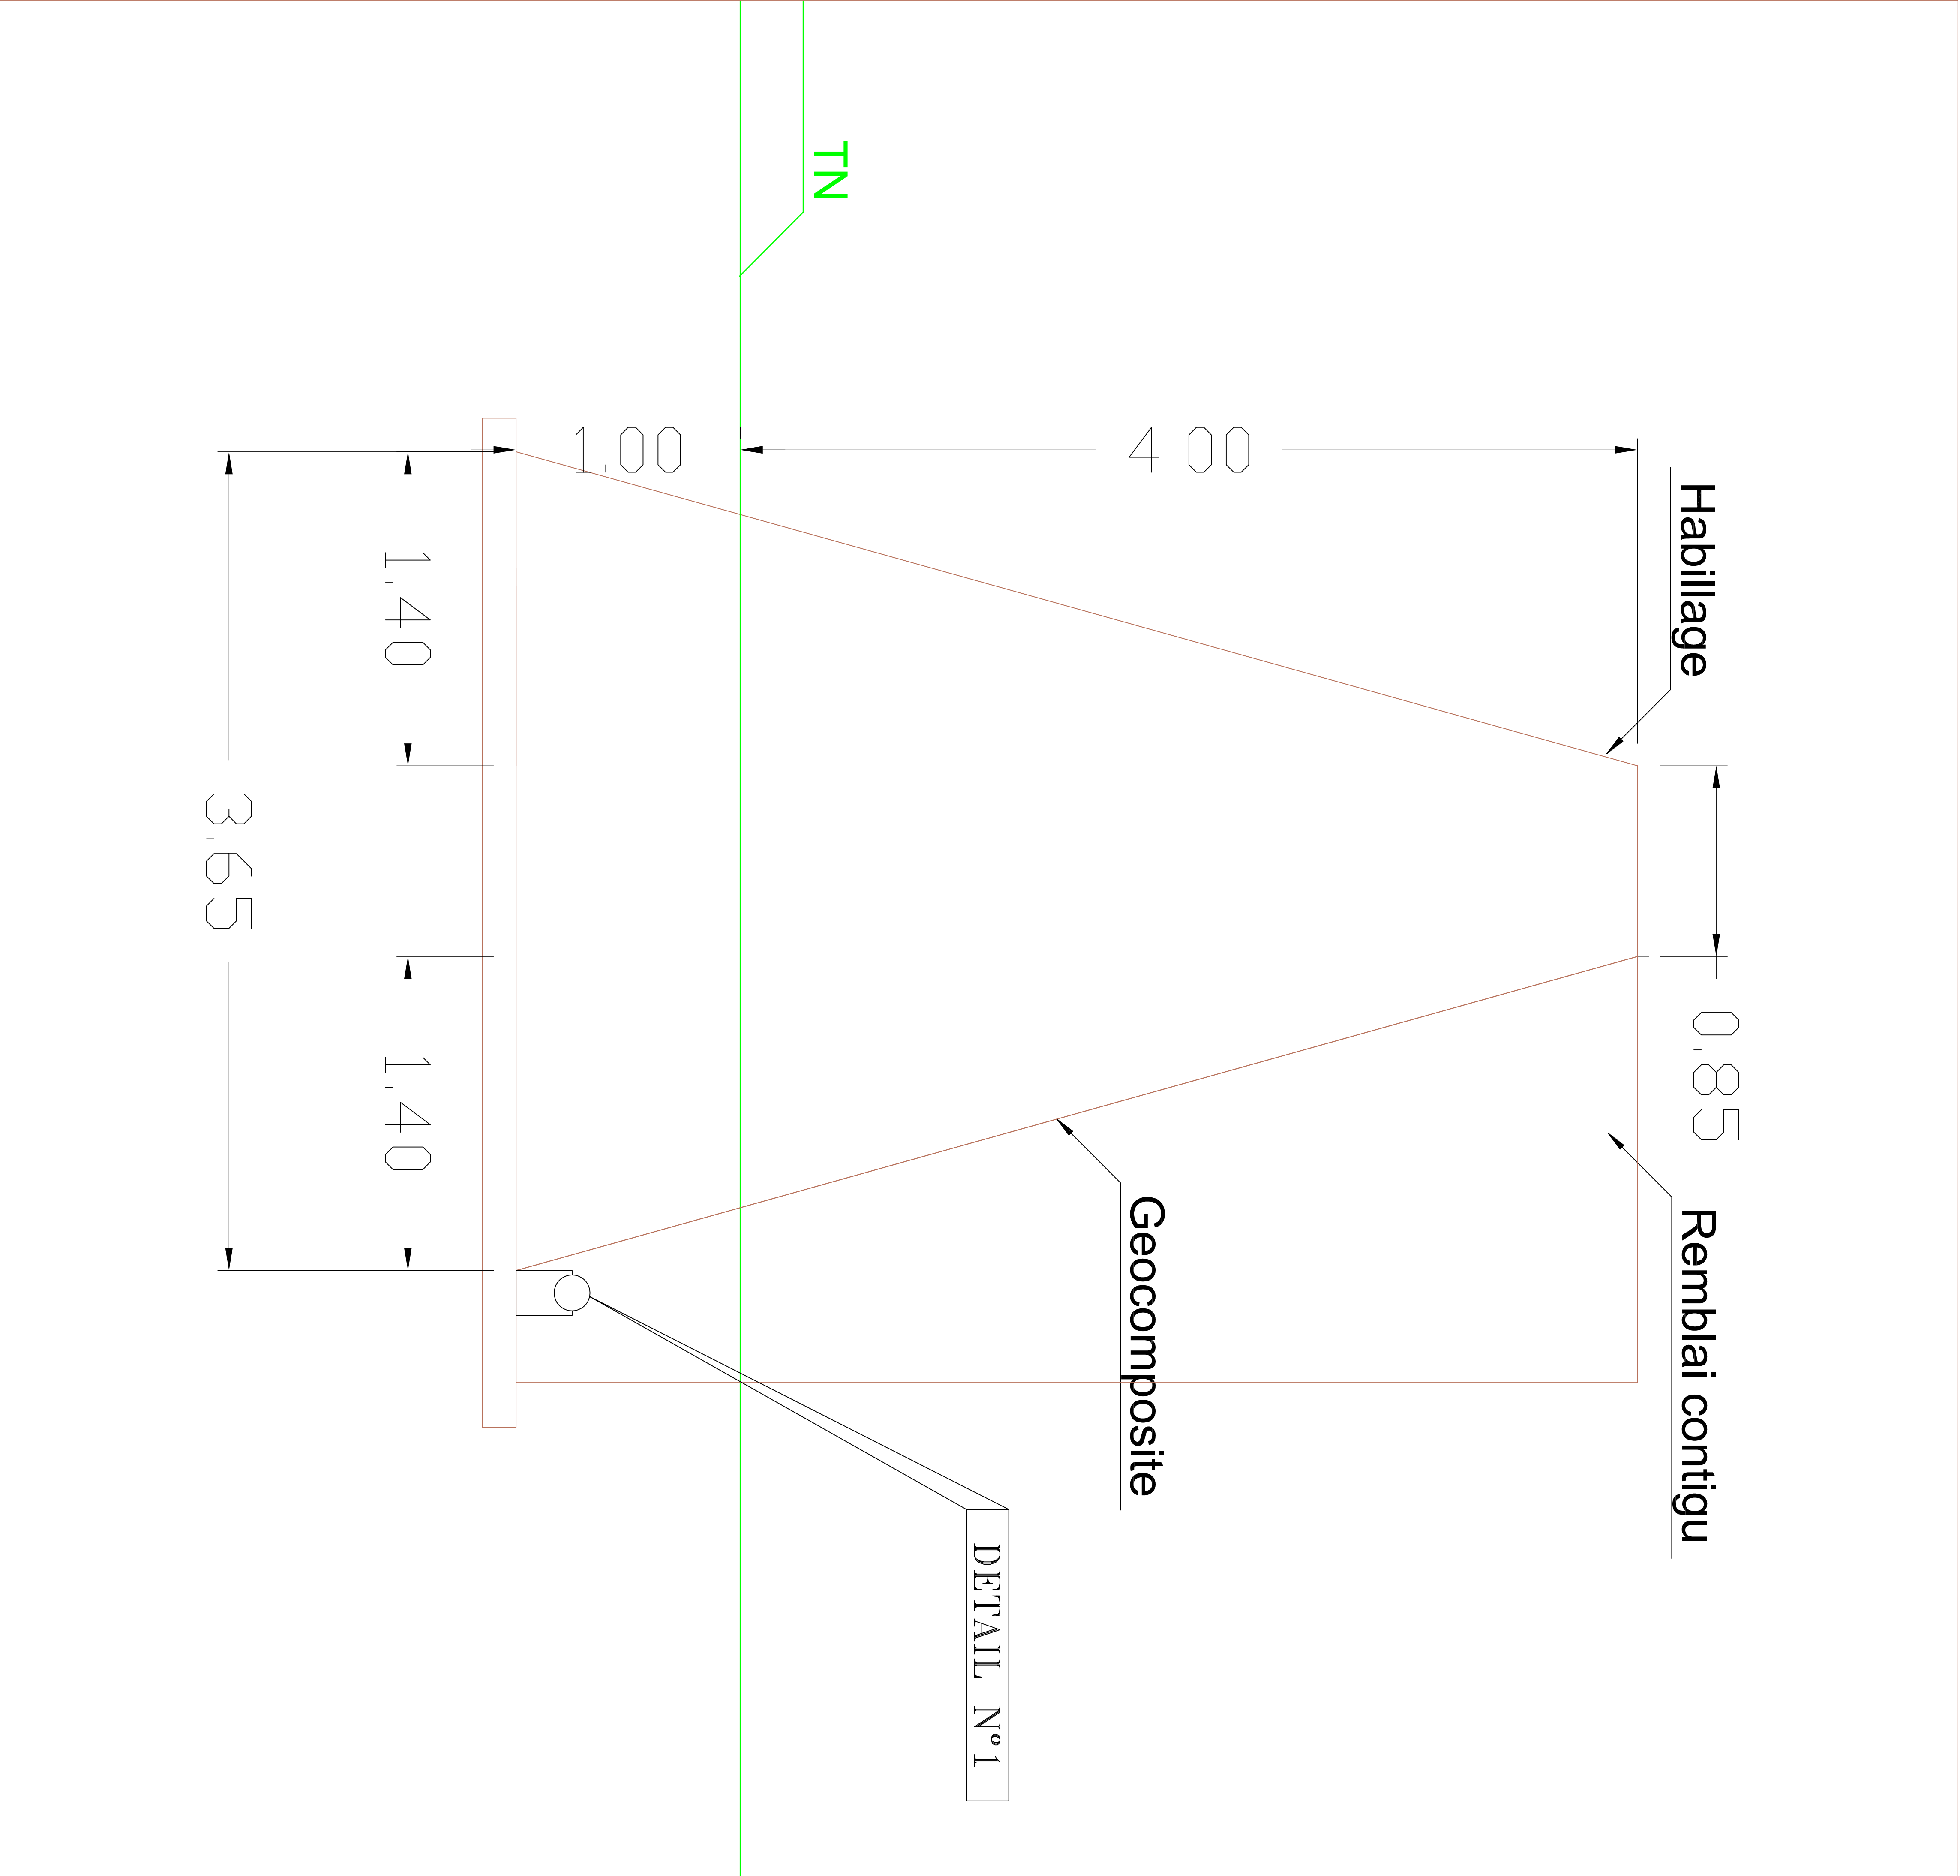 TN
1.00
4.00
Habillage
1.40
3.65
1.40
0.85
Geocomposite
Remblai contigu
DETAIL N°1